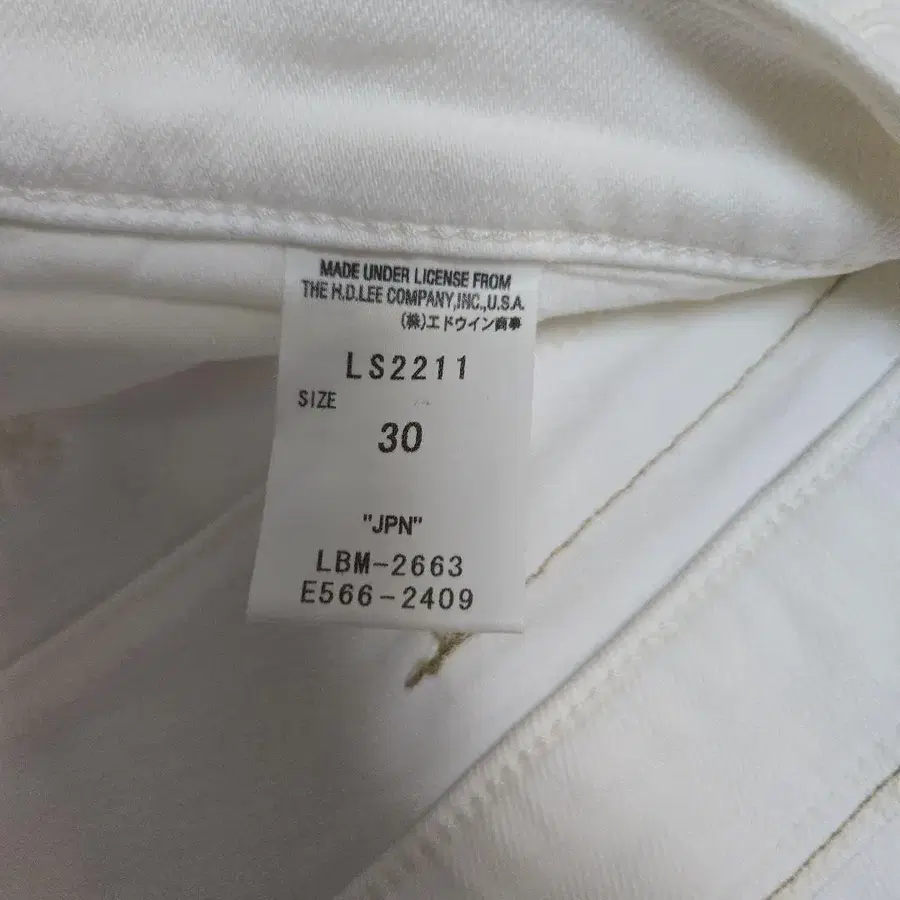 MADE UNDER LICENSE FROM
THE H.D.LEE COMPANY,INC.,U.S.A.
(株)エドウイン商事
LS2211
SIZE
30
"JPN"
LBM-2663
E566-2409